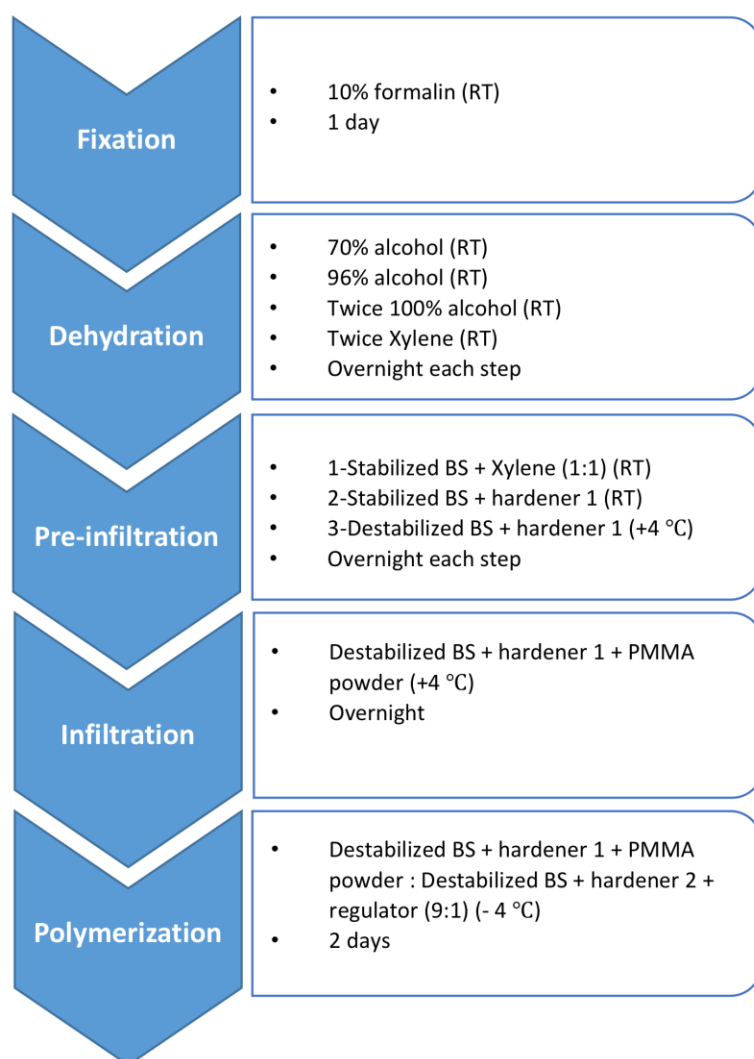 Fixation
• 10% formalin (RT)
• 1 day
Dehydration
• 70% alcohol (RT)
• 96% alcohol (RT)
• Twice 100% alcohol (RT)
• Twice Xylene (RT)
• Overnight each step
Pre-infiltration
• 1-Stabilized BS + Xylene (1:1) (RT)
• 2-Stabilized BS + hardener 1 (RT)
• 3-Destabilized BS + hardener 1 (+4 ℃)
• Overnight each step
Infiltration
• Destabilized BS + hardener 1 + PMMA
powder (+4 ℃)
• Overnight
Polymerization
• Destabilized BS + hardener 1 + PMMA
powder : Destabilized BS + hardener 2 +
regulator (9:1) (- 4 ℃)
• 2 days